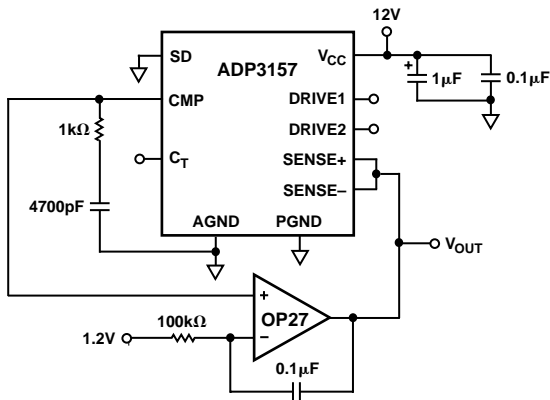 12V
SD
ADP3157
VCC
1µF
0.1µF
CMP
DRIVE1
1kΩ
DRIVE2
CT
SENSE+
4700pF
SENSE–
AGND
PGND
VOUT
+
OP27
–
100kΩ
1.2V
0.1µF
+